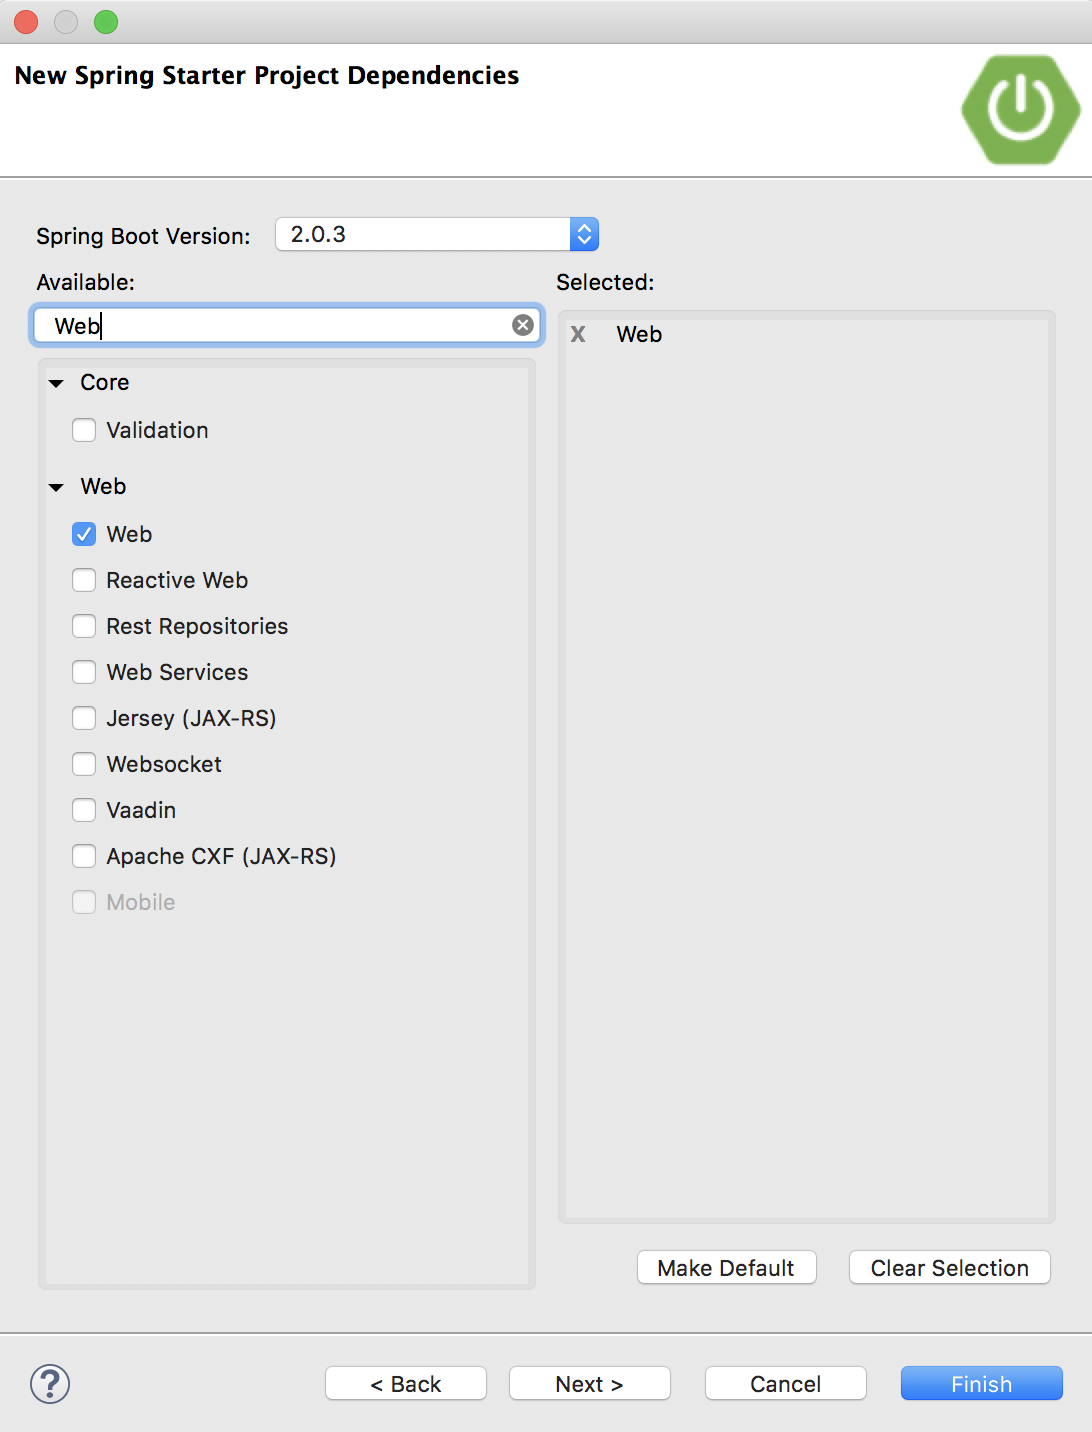 New Spring Starter Project Dependencies
Spring Boot Version: 2.0.3
Available:
Web
Core
Validation
Web
Web
Reactive Web
Rest Repositories
Web Services
Jersey (JAX-RS)
Websocket
Vaadin
Apache CXF (JAX-RS)
Mobile
Selected:
X Web
Make Default Clear Selection
? < Back Next > Cancel Finish